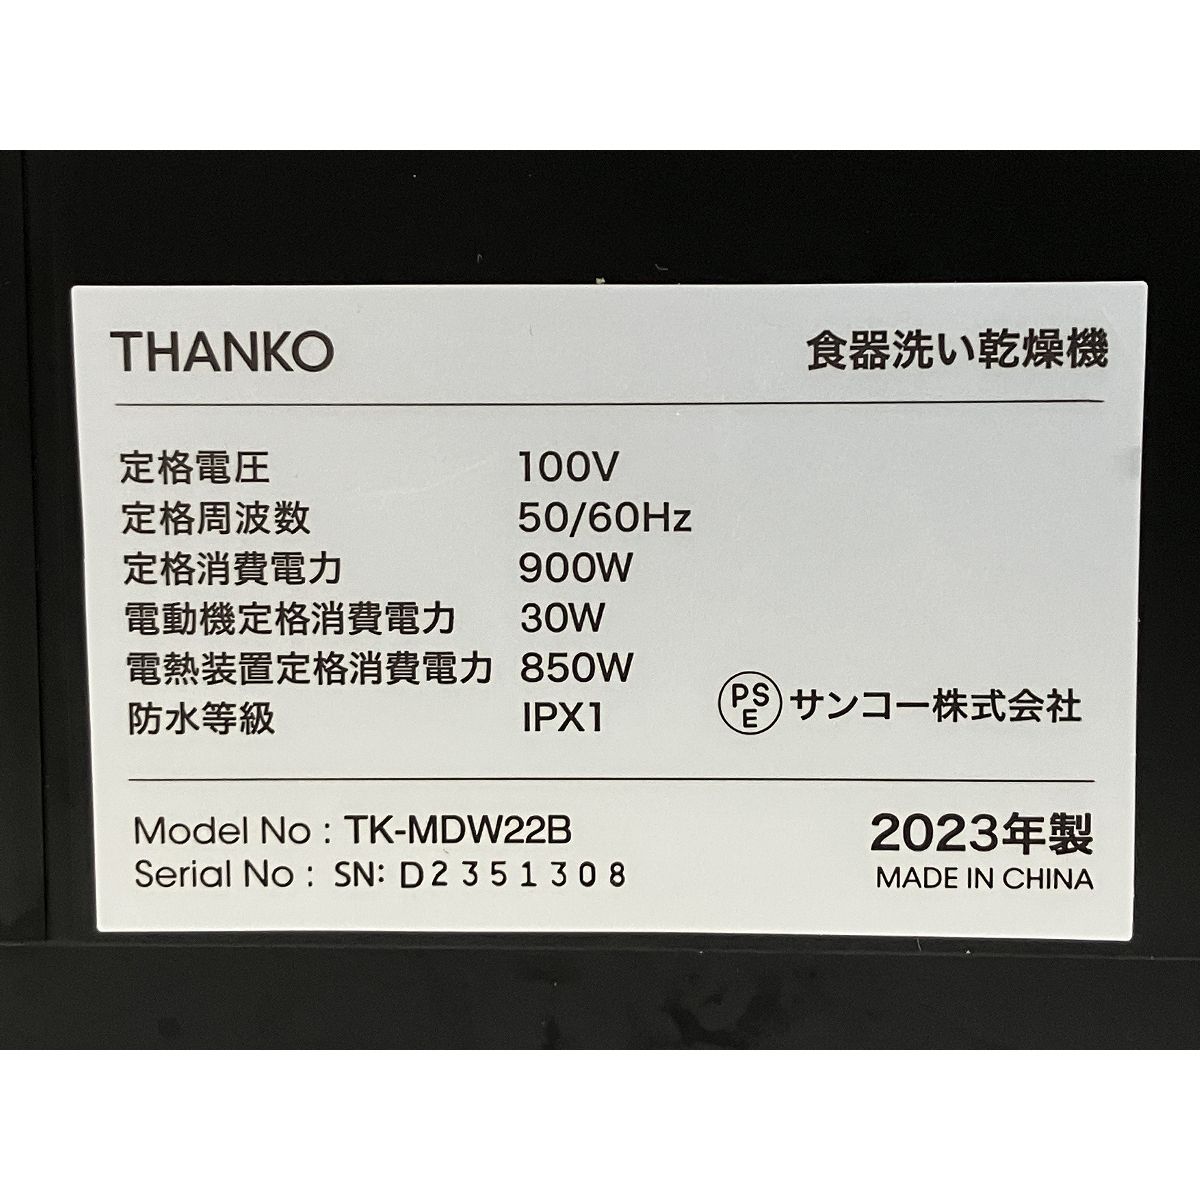 THANKO 食器洗い乾燥機
定格電圧 100V
定格周波数 50/60Hz
定格消費電力 900W
電動機定格消費電力 30W
電熱装置定格消費電力 850W
防水等級 IPX1
PS
E サンコー株式会社
Model No : TK-MDW22B 2023年製
Serial No : SN: D2351308 MADE IN CHINA